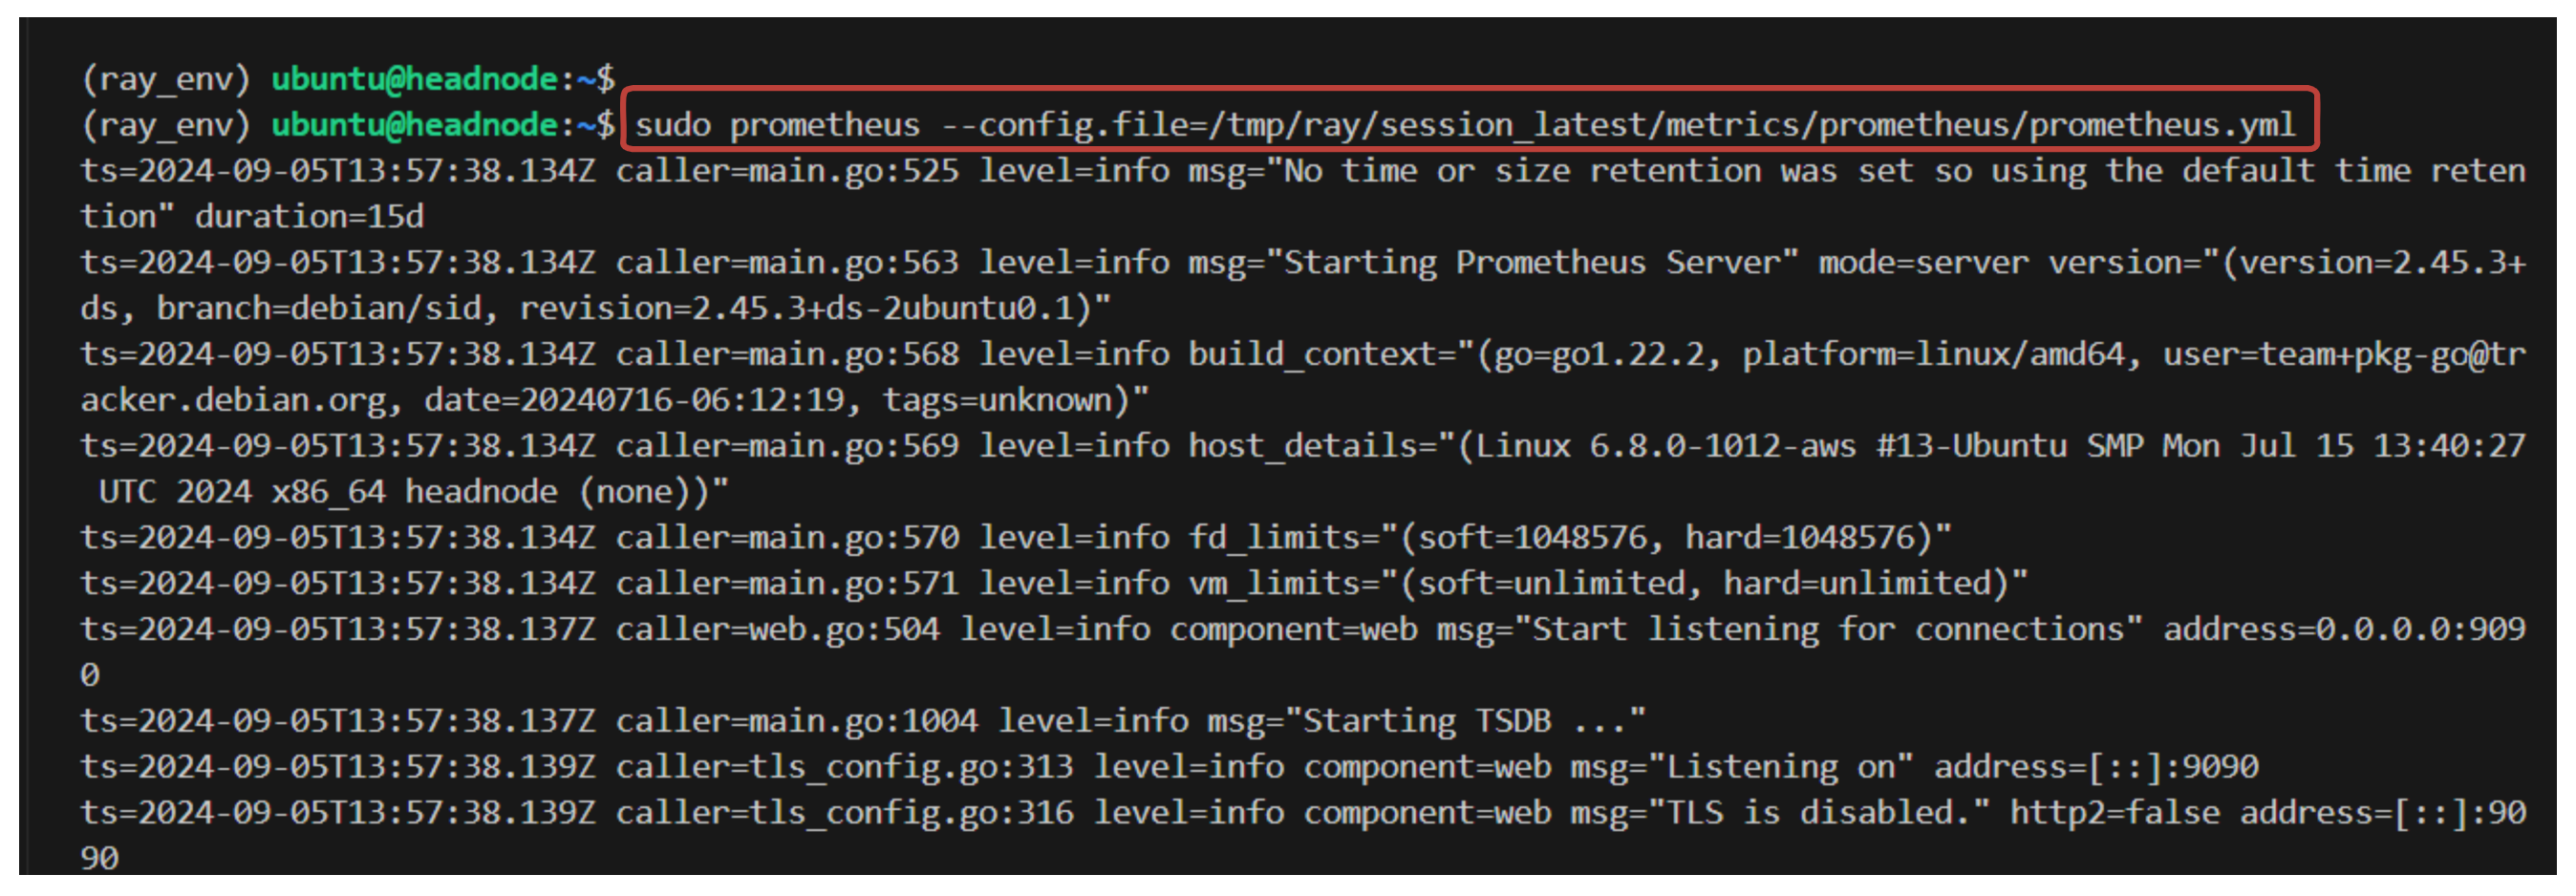 (ray_env) ubuntu@headnode:~$
(ray_env) ubuntu@headnode:~$ sudo prometheus --config.file=/tmp/ray/session_latest/metrics/prometheus/prometheus.yml
ts=2024-09-05T13:57:38.134Z caller=main.go:525 level=info msg="No time or size retention was set so using the default time reten
tion" duration=15d
ts=2024-09-05T13:57:38.134Z caller=main.go:563 level=info msg="Starting Prometheus Server" mode=server version="(version=2.45.3+
ds, branch=debian/sid, revision=2.45.3+ds-2ubuntu0.1)"
ts=2024-09-05T13:57:38.134Z caller=main.go:568 level=info build_context="(go=go1.22.2, platform=linux/amd64, user=team+pkg-go@tr
acker.debian.org, date=20240716-06:12:19, tags=unknown)"
ts=2024-09-05T13:57:38.134Z caller=main.go:569 level=info host_details="(Linux 6.8.0-1012-aws #13-Ubuntu SMP Mon Jul 15 13:40:27
 UTC 2024 x86_64 headnode (none))"
ts=2024-09-05T13:57:38.134Z caller=main.go:570 level=info fd_limits="(soft=1048576, hard=1048576)"
ts=2024-09-05T13:57:38.134Z caller=main.go:571 level=info vm_limits="(soft=unlimited, hard=unlimited)"
ts=2024-09-05T13:57:38.137Z caller=web.go:504 level=info component=web msg="Start listening for connections" address=0.0.0.0:909
0
ts=2024-09-05T13:57:38.137Z caller=main.go:1004 level=info msg="Starting TSDB ..."
ts=2024-09-05T13:57:38.139Z caller=tls_config.go:313 level=info component=web msg="Listening on" address=[::]:9090
ts=2024-09-05T13:57:38.139Z caller=tls_config.go:316 level=info component=web msg="TLS is disabled." http2=false address=[::]:90
90